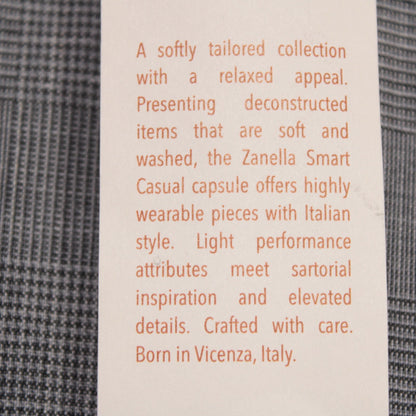 A softly tailored collection
with a relaxed appeal.
Presenting deconstructed
items that are soft and
washed, the Zanella Smart
Casual capsule offers highly
wearable pieces with Italian
style. Light performance
attributes meet sartorial
inspiration and elevated
details. Crafted with care.
Born in Vicenza, Italy.